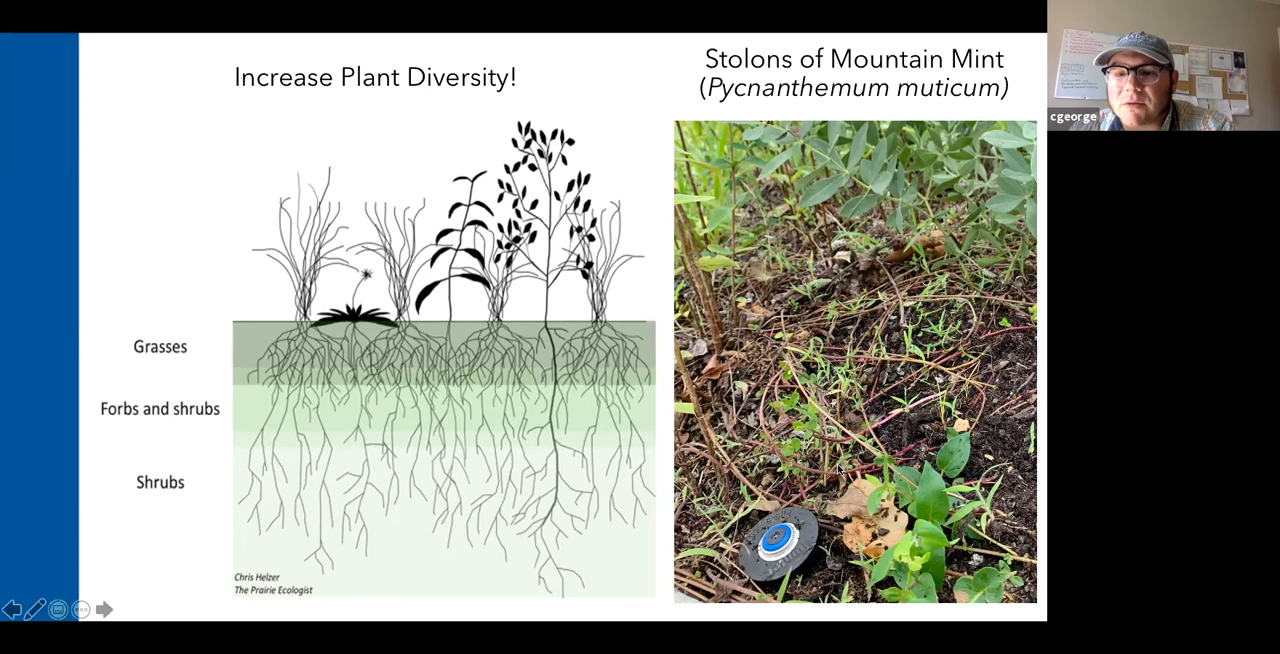 Increase Plant Diversity!
Stolons of Mountain Mint
(Pycnanthemum muticum)
cgeorge
Grasses
Forbs and shrubs
Shrubs
Chris Helzer
The Prairie Ecologist